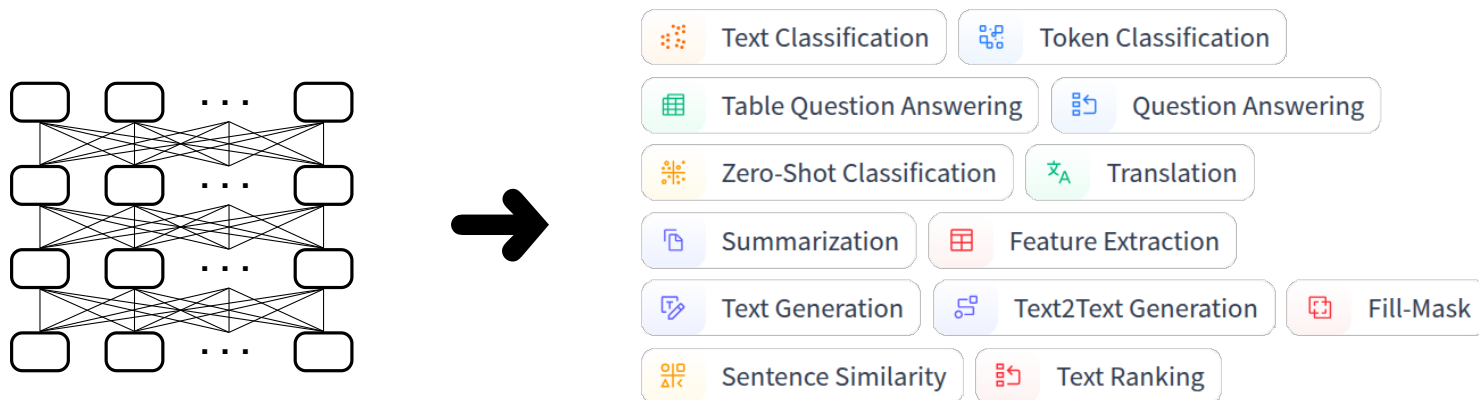 Text Classification Token Classification
Table Question Answering Question Answering
Zero-Shot Classification Translation
Summarization Feature Extraction
Text Generation Text2Text Generation Fill-Mask
Sentence Similarity Text Ranking